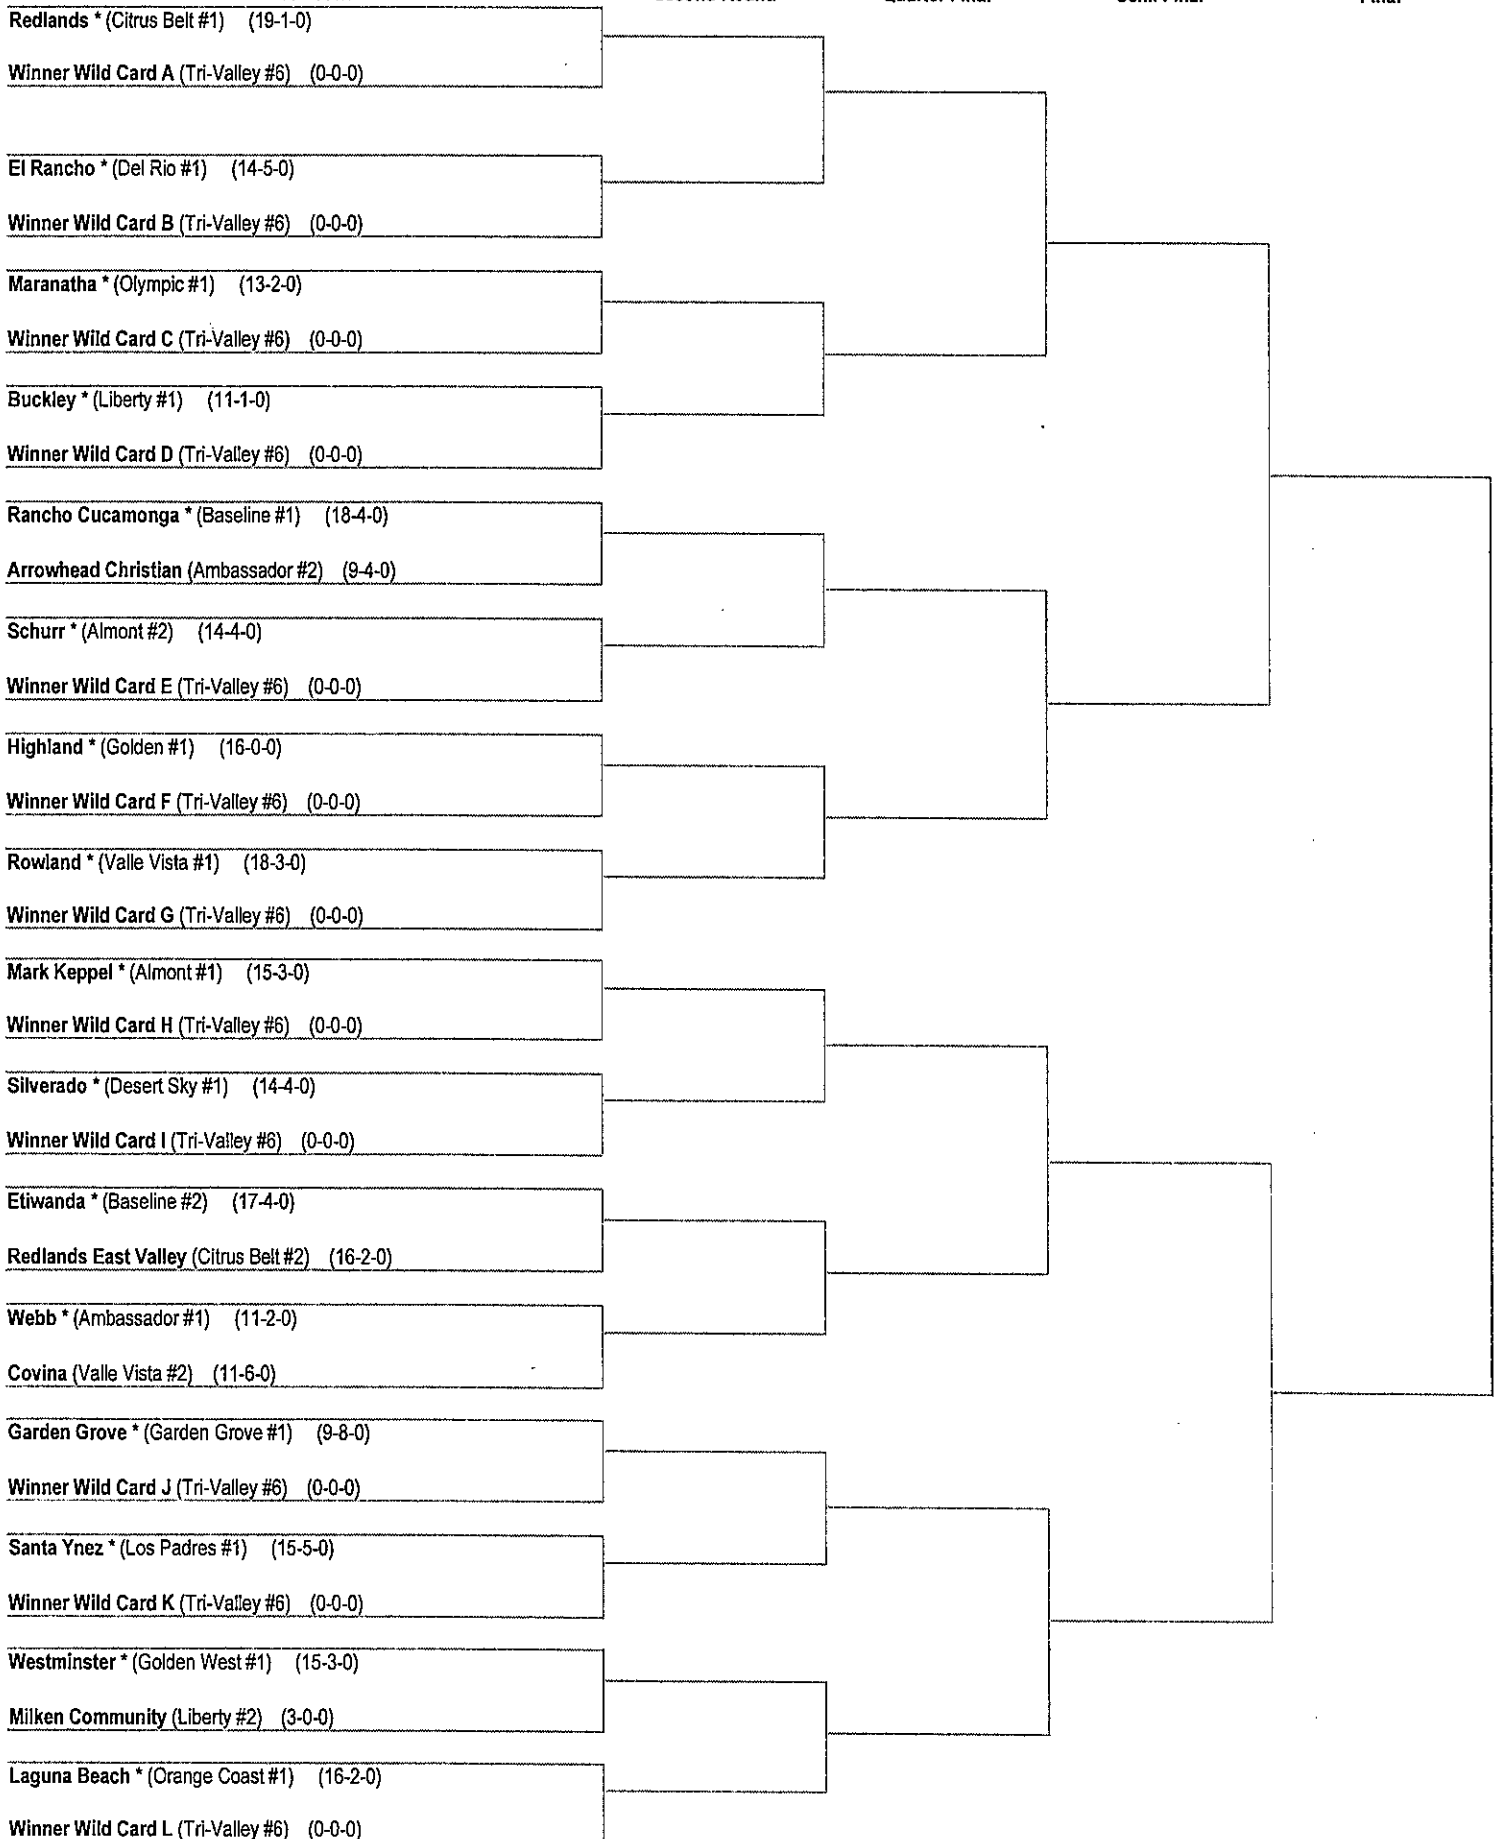 Redlands * (Citrus Belt #1) (19-1-0)
Winner Wild Card A (Tri-Valley #6) (0-0-0)
El Rancho * (Del Rio #1) (14-5-0)
Winner Wild Card B (Tri-Valley #6) (0-0-0)
Maranatha * (Olympic #1) (13-2-0)
Winner Wild Card C (Tri-Valley #6) (0-0-0)
Buckley * (Liberty #1) (11-1-0)
Winner Wild Card D (Tri-Valley #6) (0-0-0)
Rancho Cucamonga * (Baseline #1) (18-4-0)
Arrowhead Christian (Ambassador #2) (9-4-0)
Schurr * (Almont #2) (14-4-0)
Winner Wild Card E (Tri-Valley #6) (0-0-0)
Highland * (Golden #1) (16-0-0)
Winner Wild Card F (Tri-Valley #6) (0-0-0)
Rowland * (Valle Vista #1) (18-3-0)
Winner Wild Card G (Tri-Valley #6) (0-0-0)
Mark Keppel * (Almont #1) (15-3-0)
Winner Wild Card H (Tri-Valley #6) (0-0-0)
Silverado * (Desert Sky #1) (14-4-0)
Winner Wild Card I (Tri-Valley #6) (0-0-0)
Etiwanda * (Baseline #2) (17-4-0)
Redlands East Valley (Citrus Belt #2) (16-2-0)
Webb * (Ambassador #1) (11-2-0)
Covina (Valle Vista #2) (11-6-0)
Garden Grove * (Garden Grove #1) (9-8-0)
Winner Wild Card J (Tri-Valley #6) (0-0-0)
Santa Ynez * (Los Padres #1) (15-5-0)
Winner Wild Card K (Tri-Valley #6) (0-0-0)
Westminster * (Golden West #1) (15-3-0)
Milken Community (Liberty #2) (3-0-0)
Laguna Beach * (Orange Coast #1) (16-2-0)
Winner Wild Card L (Tri-Valley #6) (0-0-0)